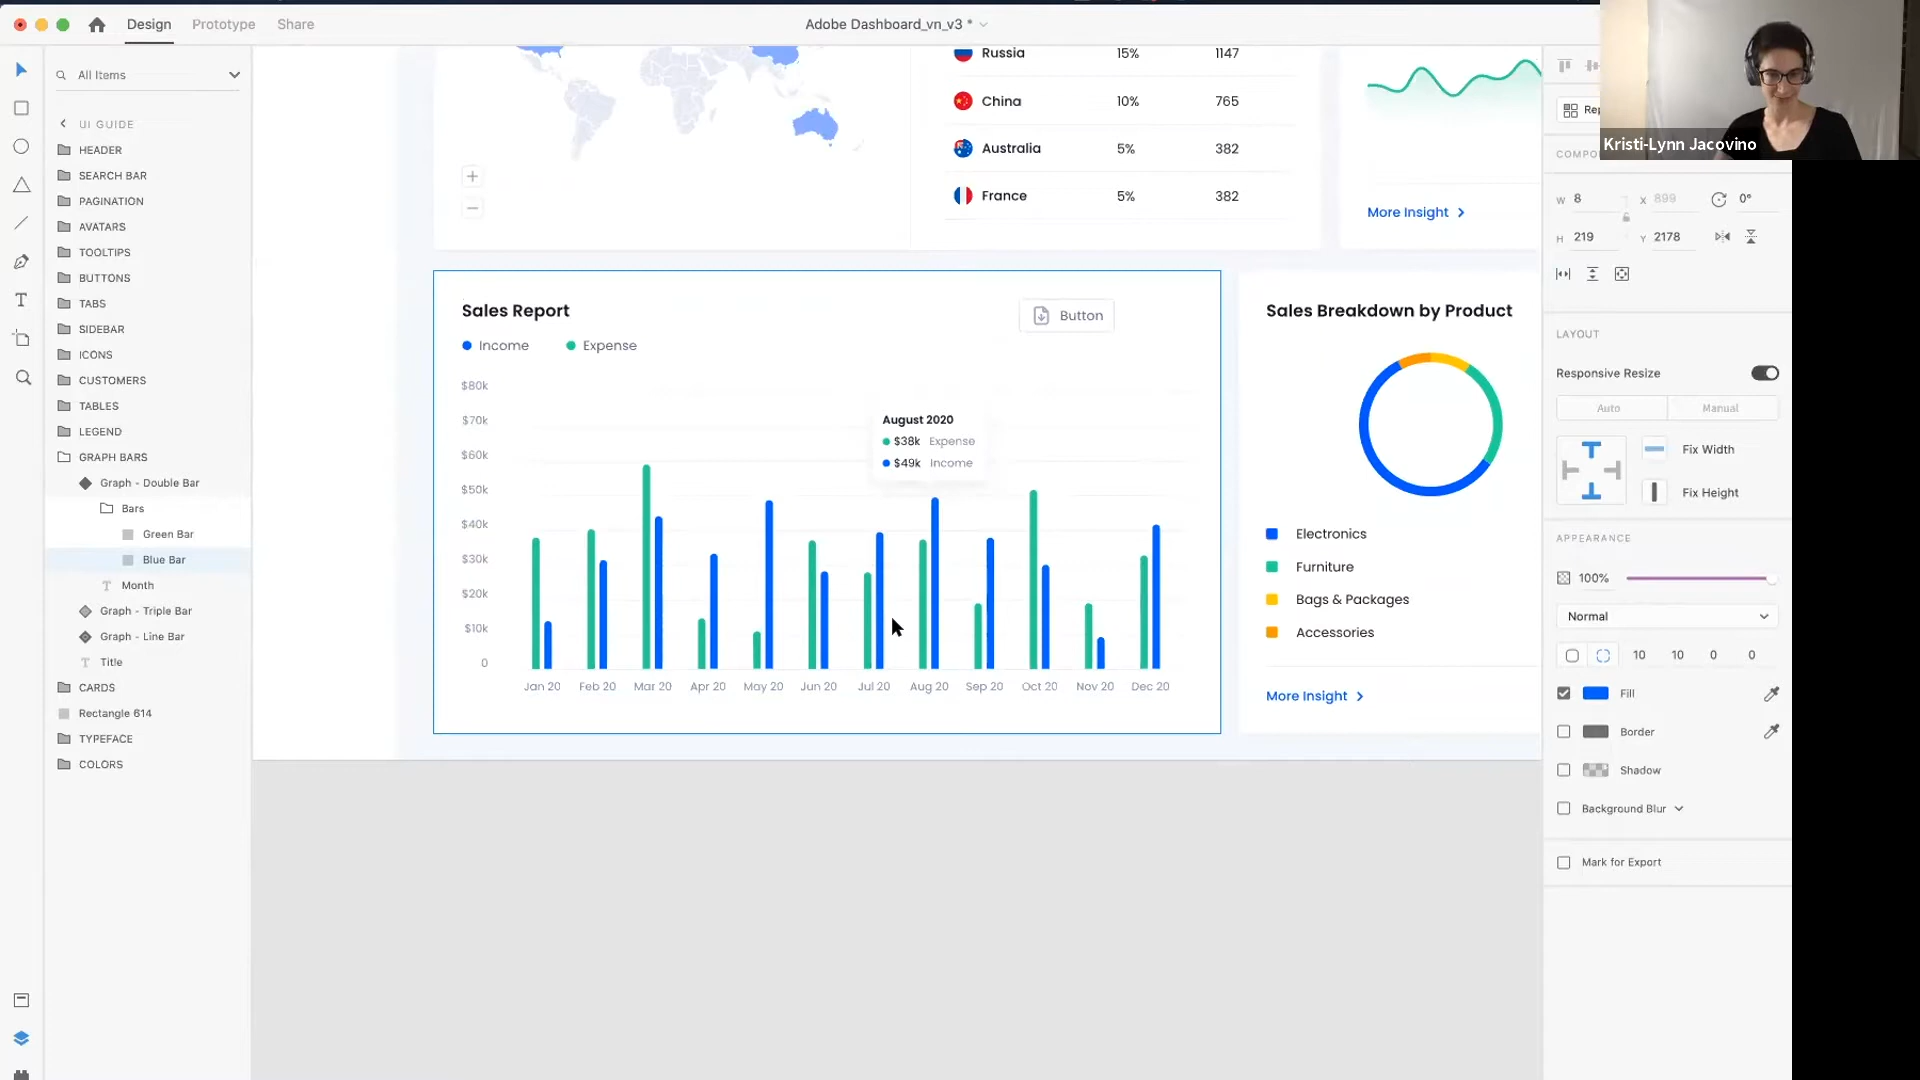 Design Prototype Share
Adobe Dashboard_vn_v3 *
Kristi-Lynn Jacovino
All Items
UI GUIDE
HEADER
SEARCH BAR
PAGINATION
AVATARS
TOOLTIPS
BUTTONS
TABS
SIDEBAR
ICONS
CUSTOMERS
TABLES
LEGEND
GRAPH BARS
Graph - Double Bar
Bars
Green Bar
Blue Bar
Month
Graph - Triple Bar
Graph - Line Bar
Title
CARDS
Rectangle 614
TYPEFACE
COLORS
Russia 15% 1147
China 10% 765
Australia 5% 382
France 5% 382
More Insight
Sales Report
Button
Income Expense
$80k
$70k
$60k
$50k
$40k
$30k
$20k
$10k
0
August 2020
$38k Expense
$49k Income
Jan 20 Feb 20 Mar 20 Apr 20 May 20 Jun 20 Jul 20 Aug 20 Sep 20 Oct 20 Nov 20 Dec 20
Sales Breakdown by Product
Electronics
Furniture
Bags & Packages
Accessories
More Insight
W 8 X 899 0°
H 219 Y 2178
LAYOUT
Responsive Resize
Auto Manual
Fix Width
Fix Height
APPEARANCE
100%
Normal
10 10 0 0
Fill
Border
Shadow
Background Blur
Mark for Export